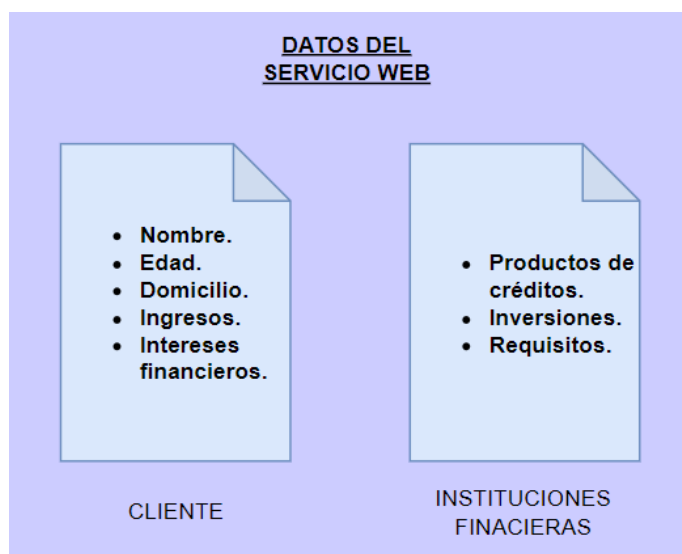 DATOS DEL
SERVICIO WEB
• Nombre.
• Edad.
• Domicilio.
• Ingresos.
• Intereses
financieros.
CLIENTE
• Productos de
créditos.
• Inversiones.
• Requisitos.
INSTITUCIONES
FINACIERAS